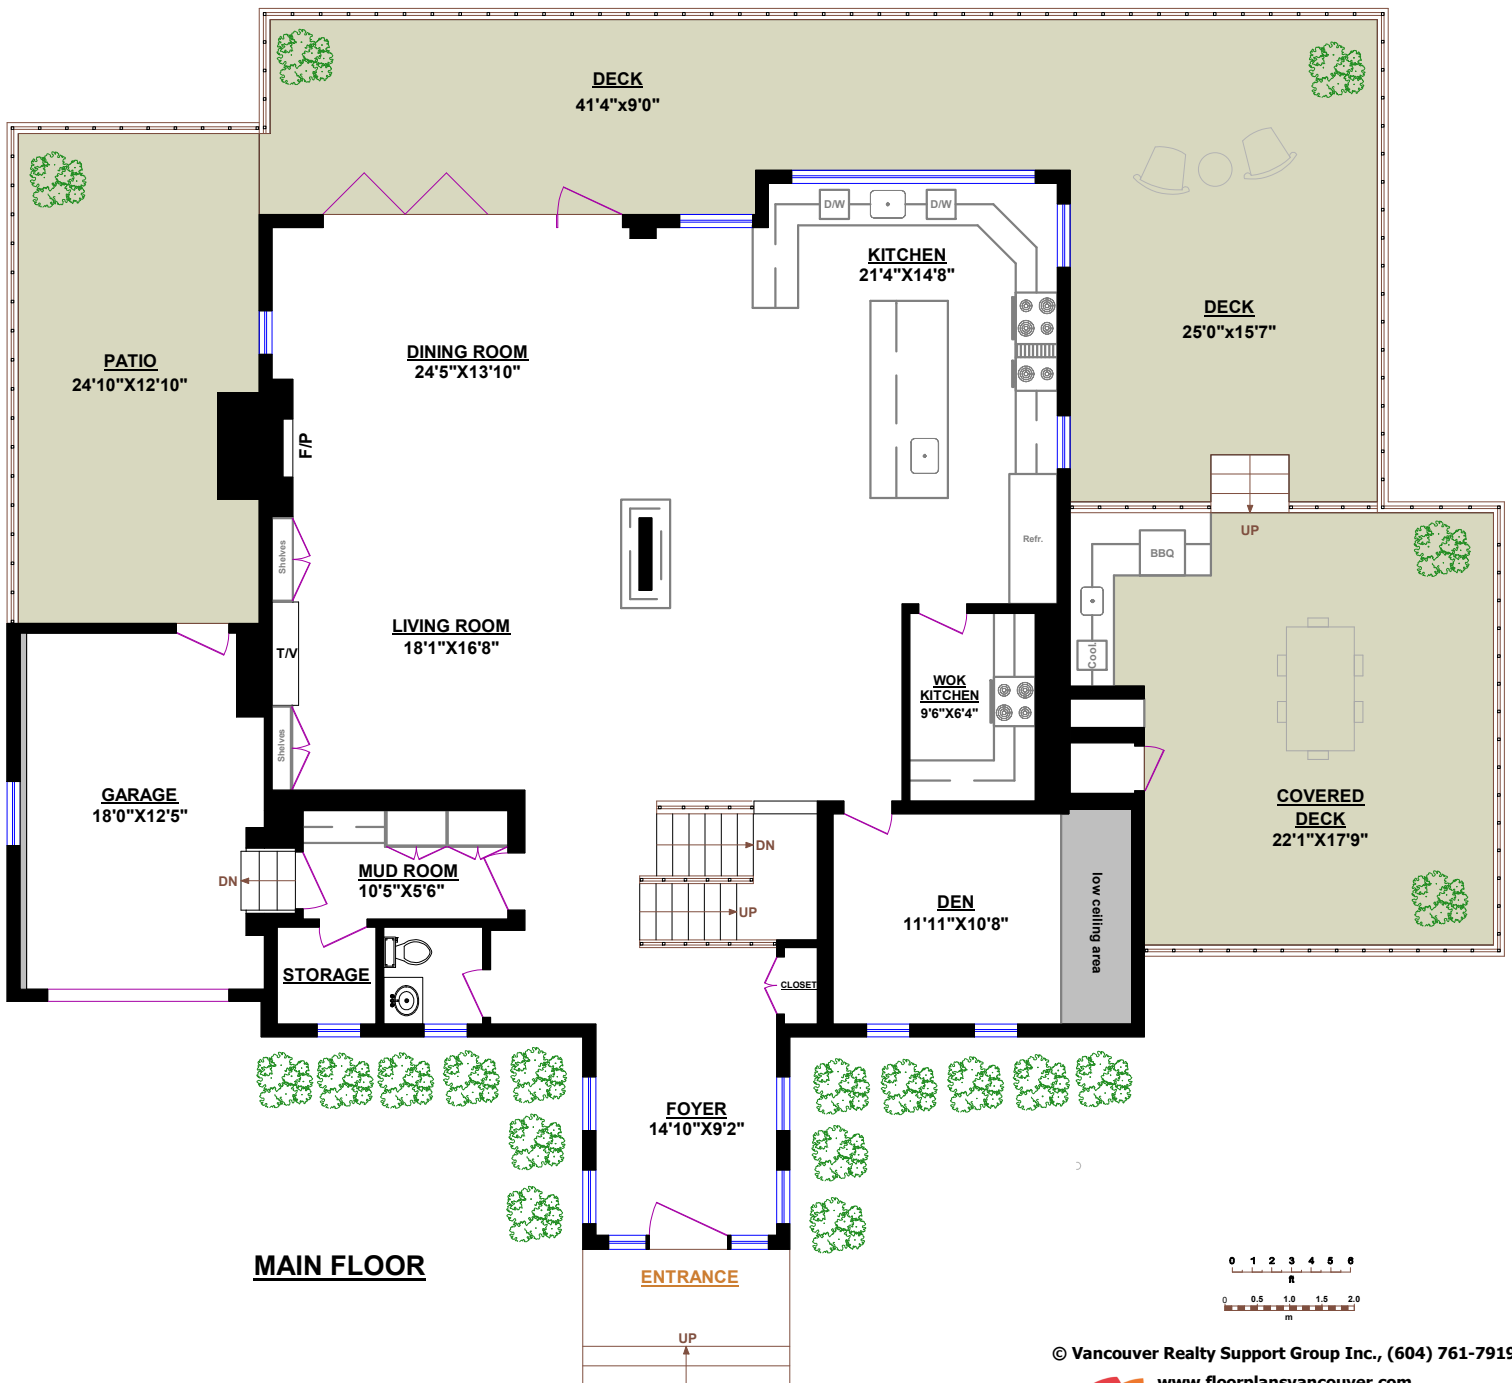 DECK
41'4"x9'0"
D/W
D/W
KITCHEN
21'4"X14'8"
DECK
25'0"x15'7"
PATIO
24'10"X12'10"
DINING ROOM
24'5"X13'10"
F/P
Shelves
Refr.
UP
BBQ
Cool.
LIVING ROOM
18'1"X16'8"
T/V
Shelves
WOK
KITCHEN
9'6"X6'4"
GARAGE
18'0"X12'5"
COVERED
DECK
22'1"X17'9"
DN
MUD ROOM
10'5"X5'6"
DN
UP
DEN
11'11"X10'8"
low ceiling area
STORAGE
CLOSET
FOYER
14'10"X9'2"
MAIN FLOOR
ENTRANCE
UP
0 1 2 3 4 5 6
ft
0 0.5 1.0 1.5 2.0
m
© Vancouver Realty Support Group Inc., (604) 761-7919
www.floorplansvancouver.com